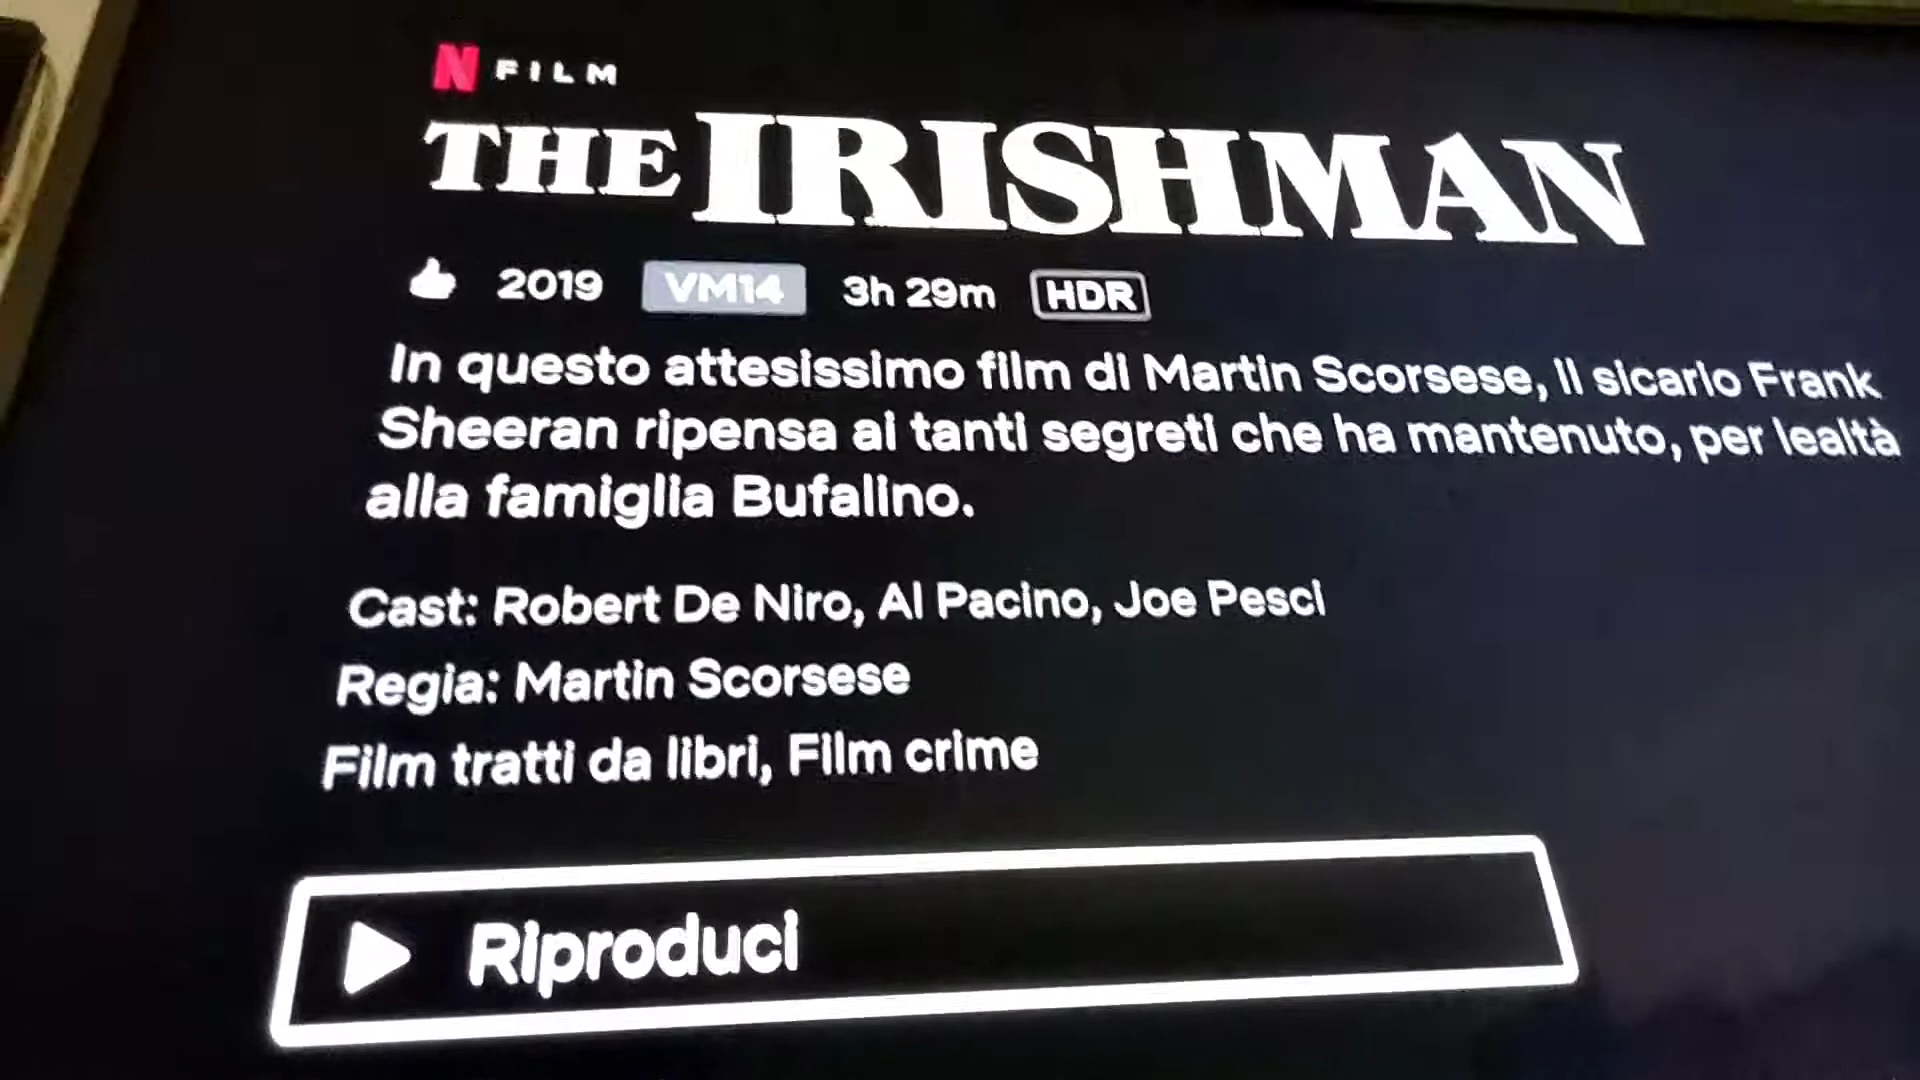 N FILM
THE IRISHMAN
2019 VM14 3h 29m HDR
In questo attesissimo film di Martin Scorsese, il sicario Frank
Sheeran ripensa ai tanti segreti che ha mantenuto, per lealtà
alla famiglia Bufalino.
Cast: Robert De Niro, Al Pacino, Joe Pesci
Regia: Martin Scorsese
Film tratti da libri, Film crime
Riproduci